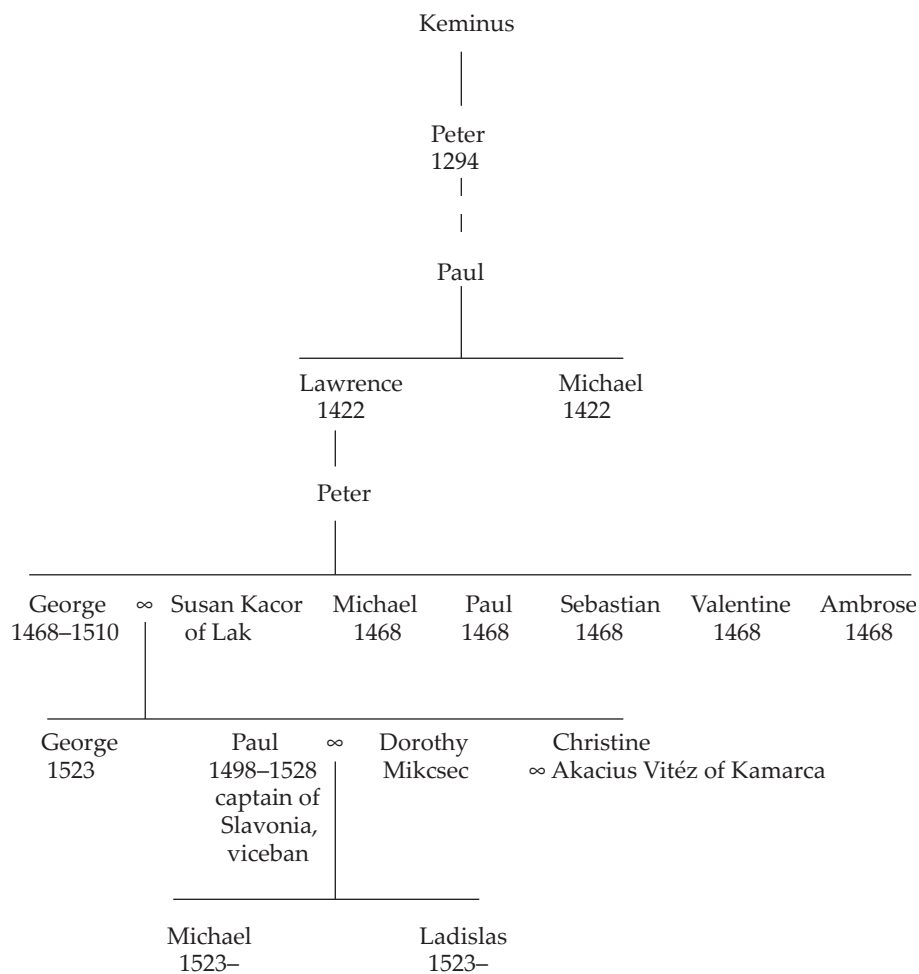 Keminus
Peter
1294
Paul
Lawrence Michael
1422 1422
Peter
George ∞ Susan Kacor Michael Paul Sebastian Valentine Ambrose
1468–1510 of Lak 1468 1468 1468 1468 1468
George Paul ∞ Dorothy Christine
1523 1498–1528 Mikcsec ∞ Akacius Vitéz of Kamarca
captain of
Slavonia,
viceban
Michael Ladislas
1523– 1523–